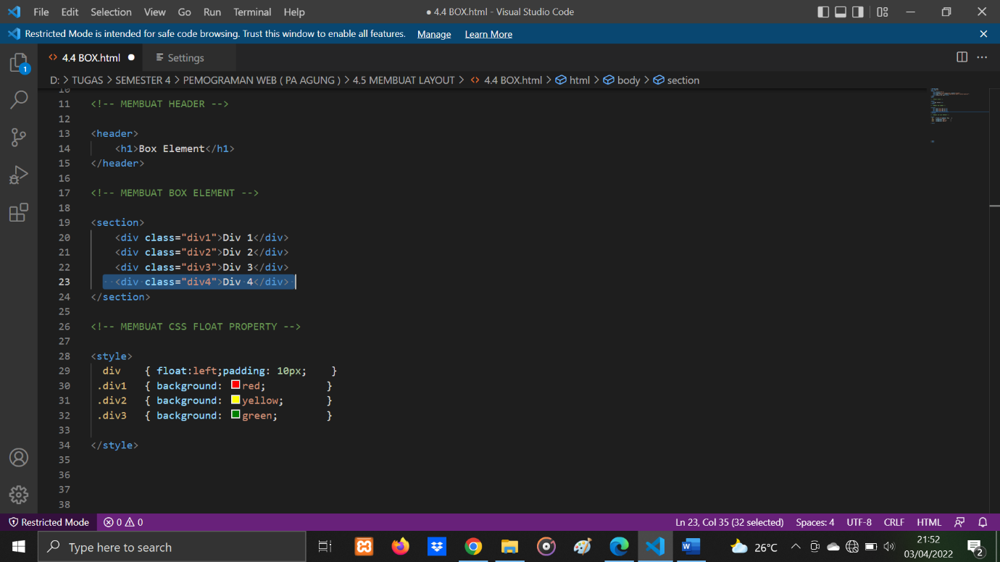 File Edit Selection View Go Run Terminal Help ● 4.4 BOX.html - Visual Studio Code
Restricted Mode is intended for safe code browsing. Trust this window to enable all features. Manage Learn More
4.4 BOX.html ● Settings
D: > TUGAS > SEMESTER 4 > PEMOGRAMAN WEB ( PA AGUNG ) > 4.5 MEMBUAT LAYOUT > 4.4 BOX.html > html > body > section
1
10
11 <!-- MEMBUAT HEADER -->
12
13 <header>
14 <h1>Box Element</h1>
15 </header>
16
17 <!-- MEMBUAT BOX ELEMENT -->
18
19 <section>
20 <div class="div1">Div 1</div>
21 <div class="div2">Div 2</div>
22 <div class="div3">Div 3</div>
23 <div class="div4">Div 4</div>
24 </section>
25
26 <!-- MEMBUAT CSS FLOAT PROPERTY -->
27
28 <style>
29 div { float:left;padding: 10px; }
30 .div1 { background: red; }
31 .div2 { background: yellow; }
32 .div3 { background: green; }
33
34 </style>
35
36
37
38
Restricted Mode 0 0 Ln 23, Col 35 (32 selected) Spaces: 4 UTF-8 CRLF HTML
Type here to search 26°C 21:52
03/04/2022 2